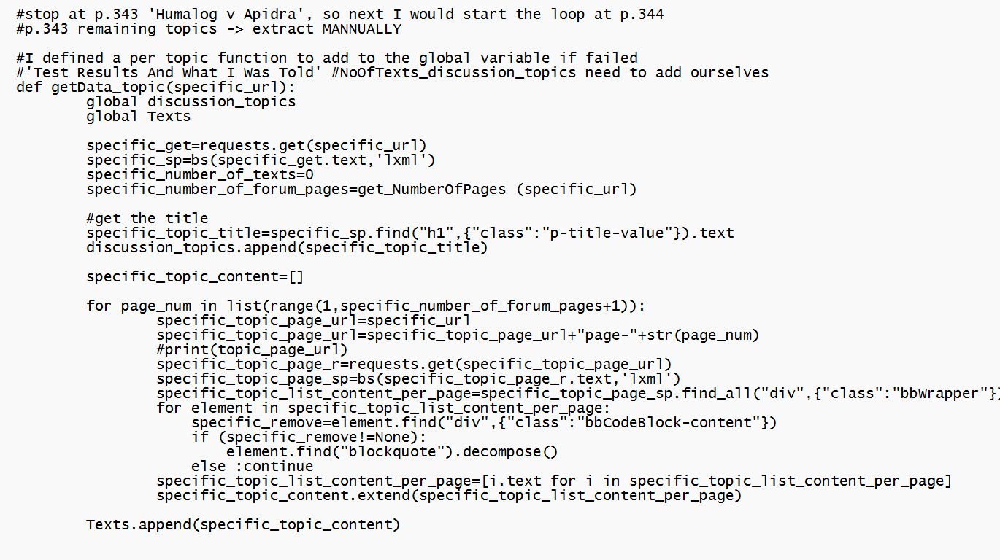 #stop at p.343 'Humalog v Apidra', so next I would start the loop at p.344
#p.343 remaining topics -> extract MANNUALLY
#I defined a per topic function to add to the global variable if failed
#'Test Results And What I Was Told' #NoOfTexts_discussion_topics need to add ourselves
def getData_topic(specific_url):
        global discussion_topics
        global Texts
        specific_get=requests.get(specific_url)
        specific_sp=bs(specific_get.text,'lxml')
        specific_number_of_texts=0
        specific_number_of_forum_pages=get_NumberOfPages (specific_url)
        #get the title
        specific_topic_title=specific_sp.find("h1",{"class":"p-title-value"}).text
        discussion_topics.append(specific_topic_title)
        specific_topic_content=[]
        for page_num in list(range(1,specific_number_of_forum_pages+1)):
                specific_topic_page_url=specific_url
                specific_topic_page_url=specific_topic_page_url+"page-"+str(page_num)
                #print(topic_page_url)
                specific_topic_page_r=requests.get(specific_topic_page_url)
                specific_topic_page_sp=bs(specific_topic_page_r.text,'lxml')
                specific_topic_list_content_per_page=specific_topic_page_sp.find_all("div",{"class":"bbWrapper"})
                for element in specific_topic_list_content_per_page:
                    specific_remove=element.find("div",{"class":"bbCodeBlock-content"})
                    if (specific_remove!=None):
                        element.find("blockquote").decompose()
                    else :continue
                specific_topic_list_content_per_page=[i.text for i in specific_topic_list_content_per_page]
                specific_topic_content.extend(specific_topic_list_content_per_page)
        Texts.append(specific_topic_content)